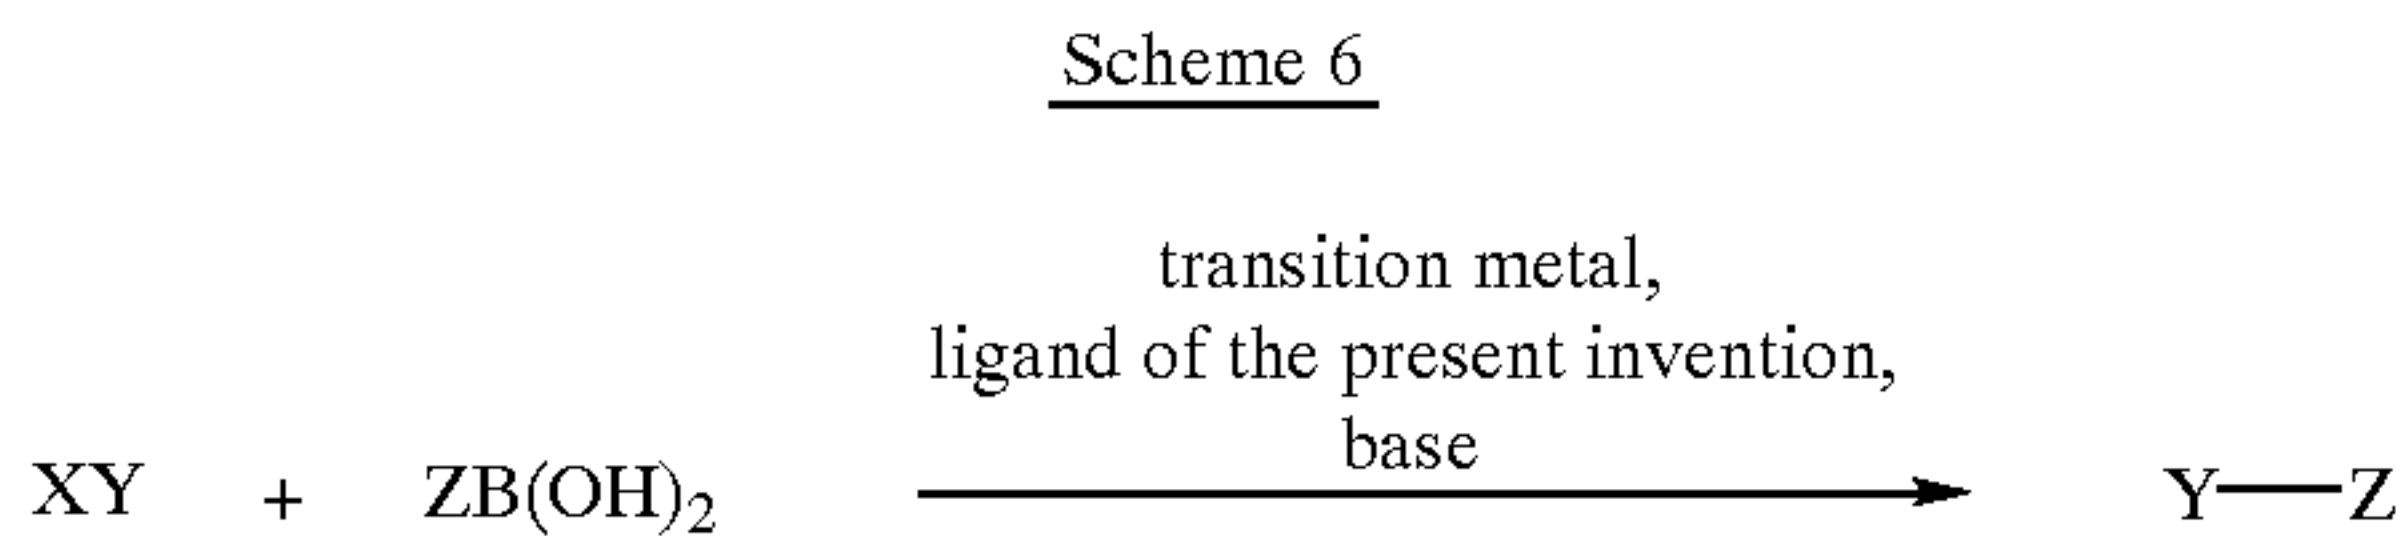 Scheme 6
transition metal,
ligand of the present invention,
base
XY + ZB(OH)₂ Y—Z